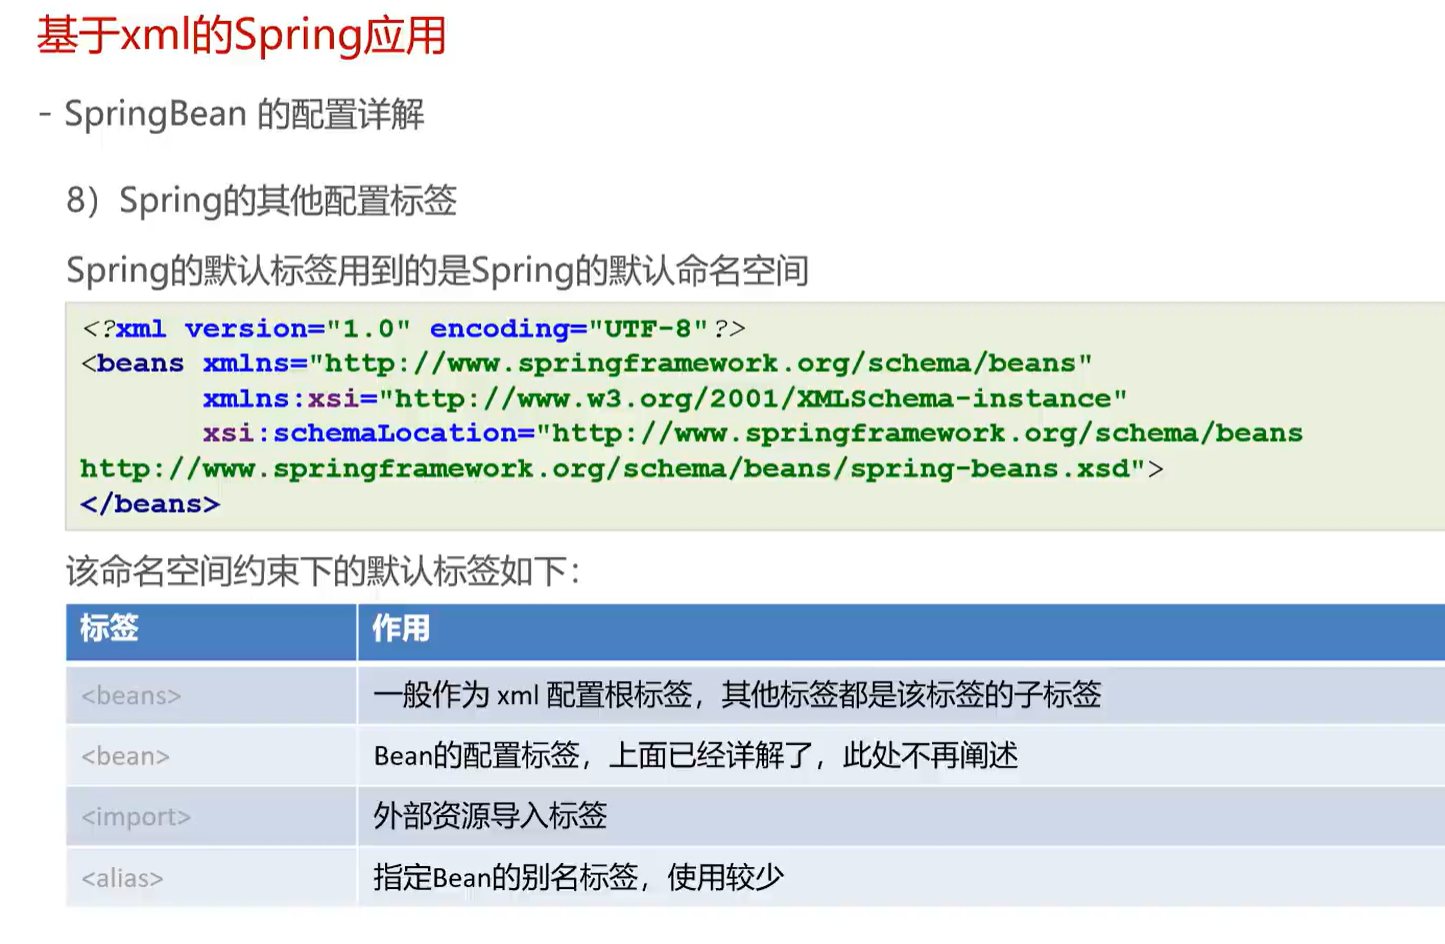 基于xml的Spring应用
- SpringBean 的配置详解
8）Spring的其他配置标签
Spring的默认标签用到的是Spring的默认命名空间
<?xml version="1.0" encoding="UTF-8"?>
<beans xmlns="http://www.springframework.org/schema/beans"
xmlns:xsi="http://www.w3.org/2001/XMLSchema-instance"
xsi:schemaLocation="http://www.springframework.org/schema/beans
http://www.springframework.org/schema/beans/spring-beans.xsd">
</beans>
该命名空间约束下的默认标签如下：
标签 作用
<beans> 一般作为 xml 配置根标签，其他标签都是该标签的子标签
<bean> Bean的配置标签，上面已经详解了，此处不再阐述
<import> 外部资源导入标签
<alias> 指定Bean的别名标签，使用较少